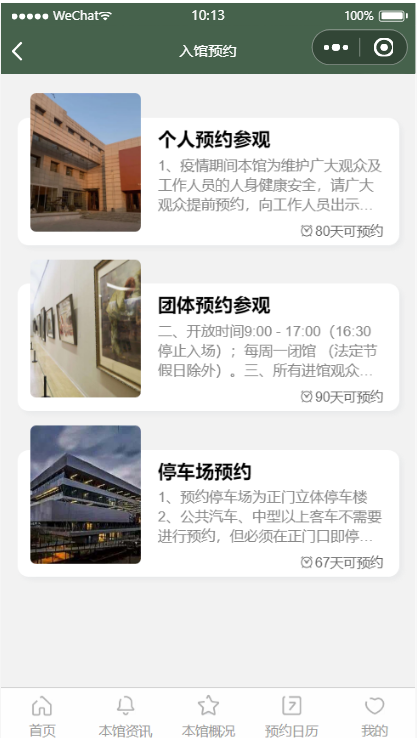 WeChat 10:13 100%
入馆预约
个人预约参观
1、疫情期间本馆为维护广大观众及
工作人员的人身健康安全，请广大
观众提前预约，向工作人员出示...
80天可预约
团体预约参观
二、开放时间9:00 - 17:00（16:30
停止入场）；每周一闭馆 （法定节
假日除外）。三、所有进馆观众...
90天可预约
停车场预约
1、预约停车场为正门立体停车楼
2、公共汽车、中型以上客车不需要
进行预约，但必须在正门口即停...
67天可预约
7
首页 本馆资讯 本馆概况 预约日历 我的